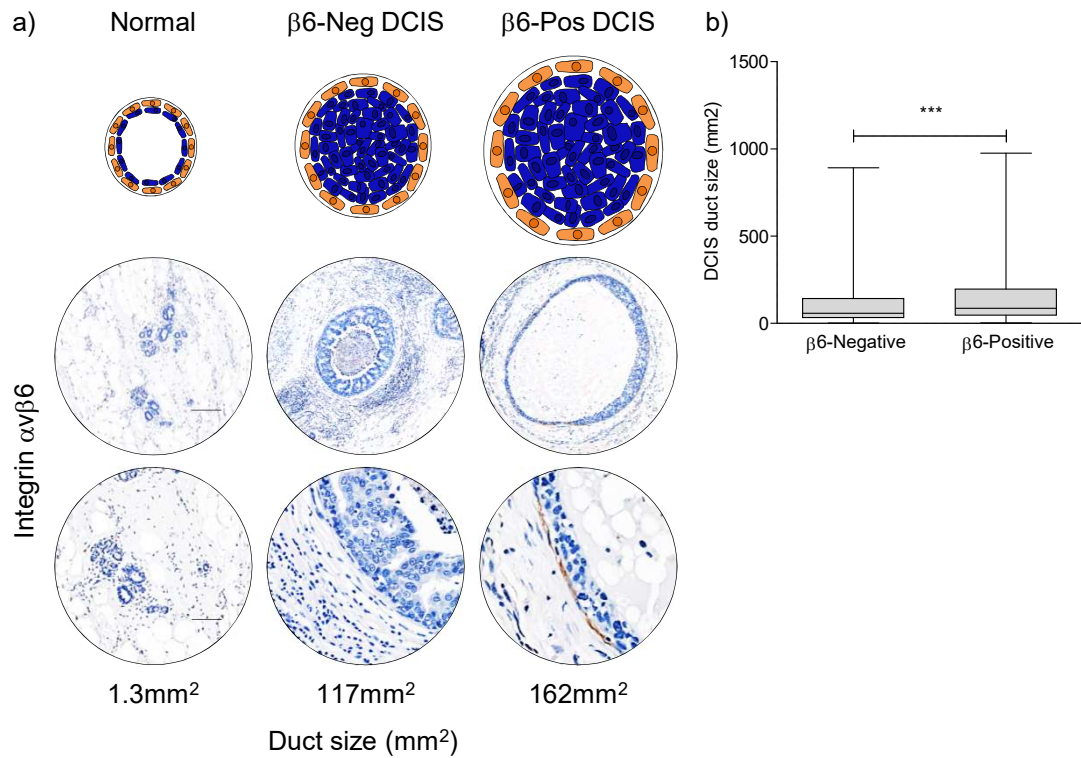 a)
Normal
β6-Neg DCIS
β6-Pos DCIS
Integrin αvβ6
1.3mm²
117mm²
162mm²
Duct size (mm²)
b)
DCIS duct size (mm2)
1500
1000
500
0
***
β6-Negative
β6-Positive